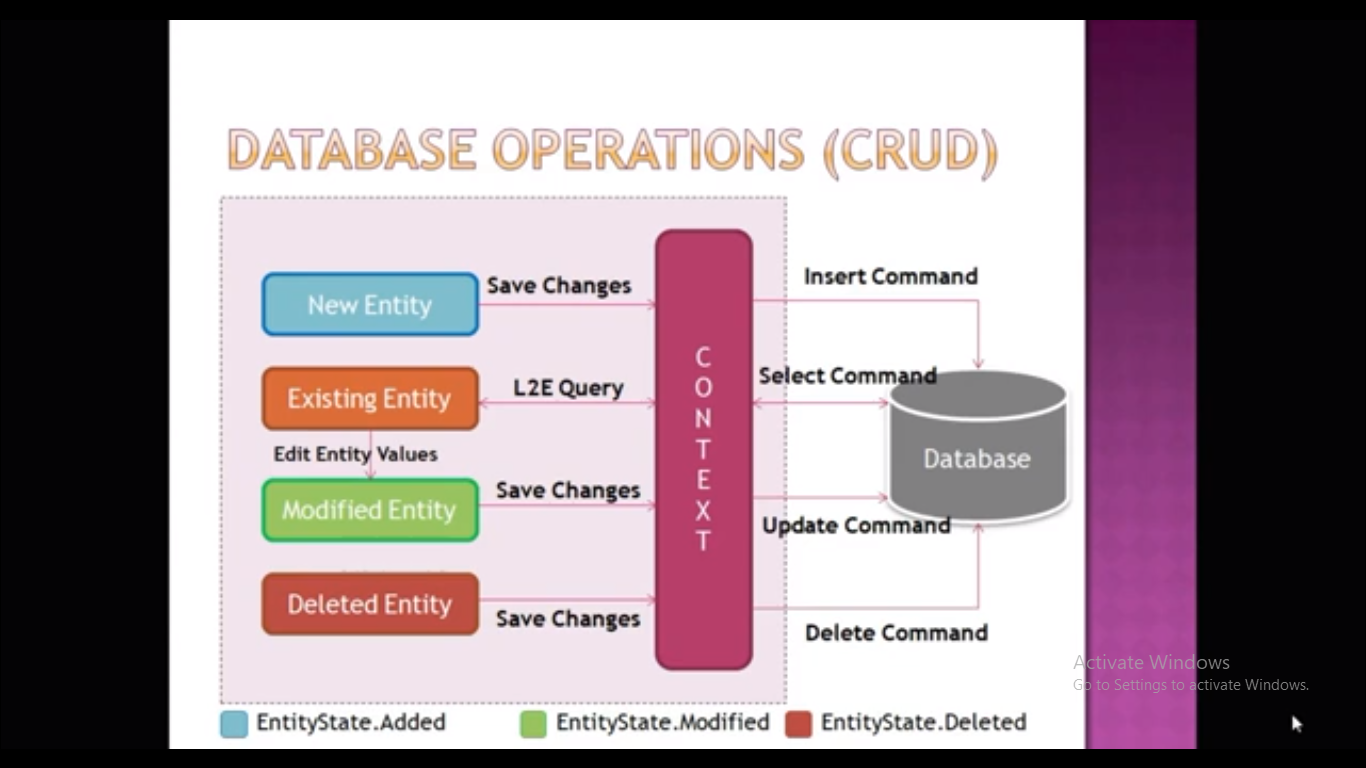 DATABASE OPERATIONS (CRUD)
New Entity
Save Changes
Insert Command
Existing Entity
L2E Query
Select Command
Edit Entity Values
Modified Entity
Save Changes
Update Command
Deleted Entity
Save Changes
Delete Command
CONTEXT
Database
EntityState.Added
EntityState.Modified
EntityState.Deleted
Activate Windows
Go to Settings to activate Windows.